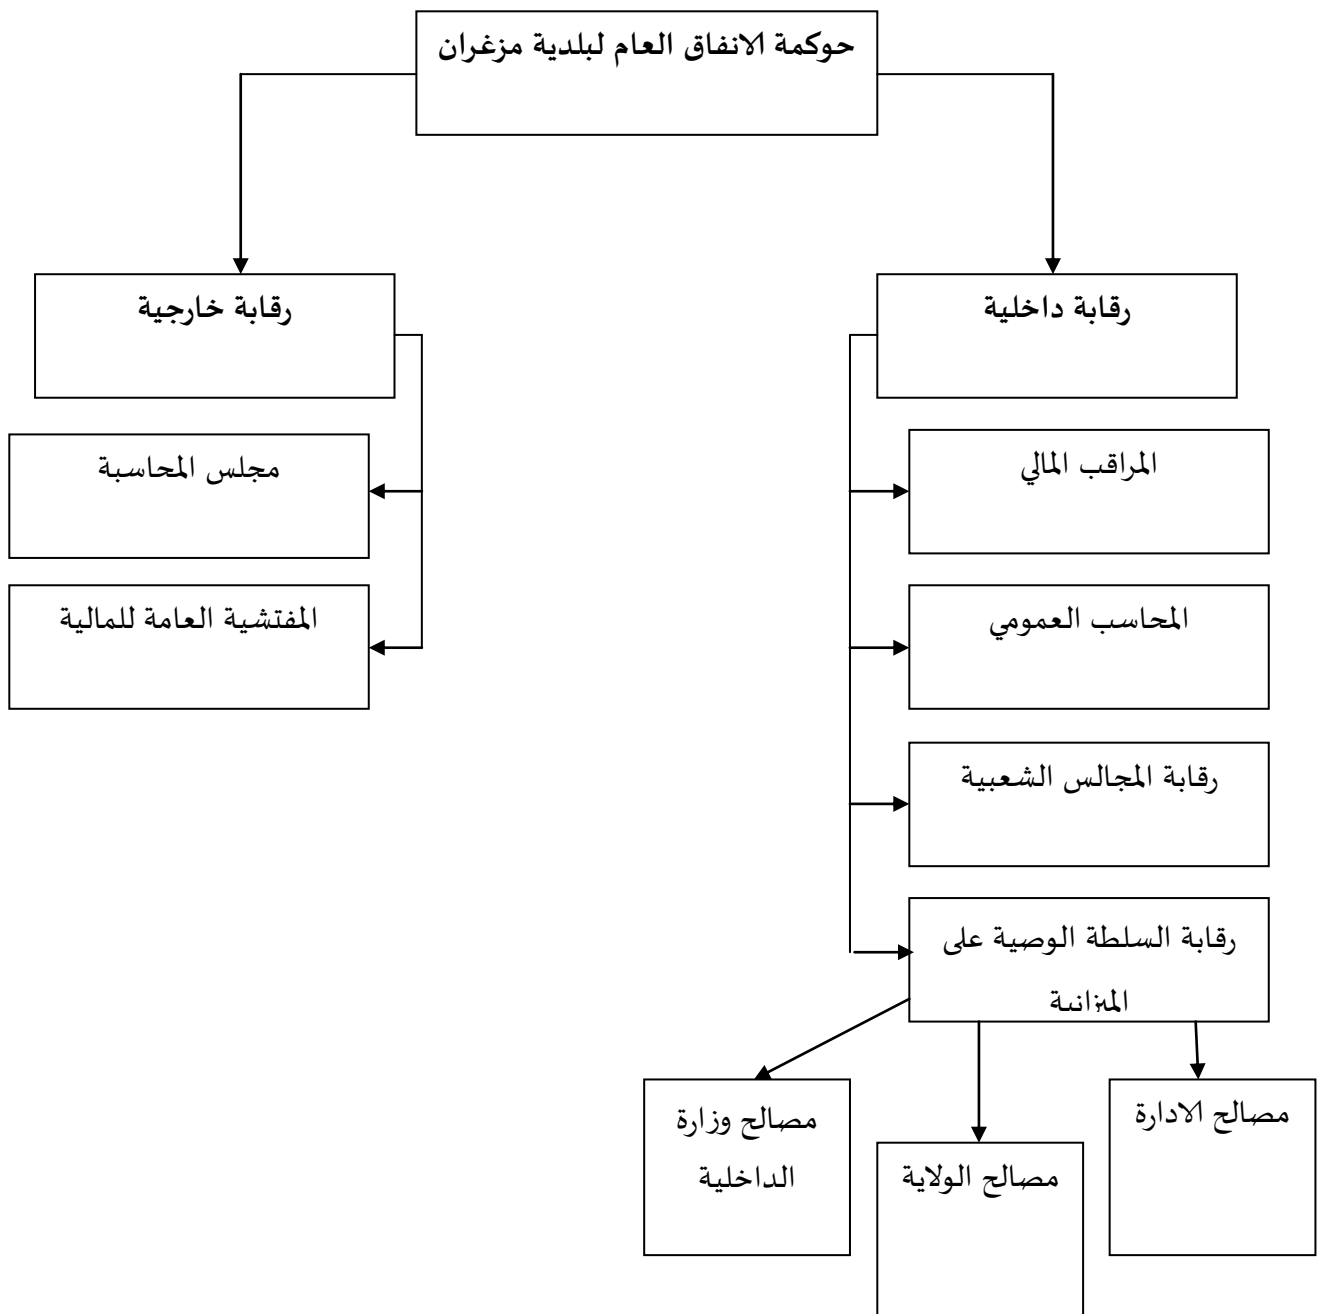 حوكمة الانفاق العام لبلدية مزغران
رقابة داخلية
رقابة خارجية
المراقب المالي
مجلس المحاسبة
المحاسب العمومي
المفتشية العامة للمالية
رقابة المجالس الشعبية
رقابة السلطة الوصية على
الميزانية
مصالح الادارة
مصالح الولاية
مصالح وزارة
الداخلية